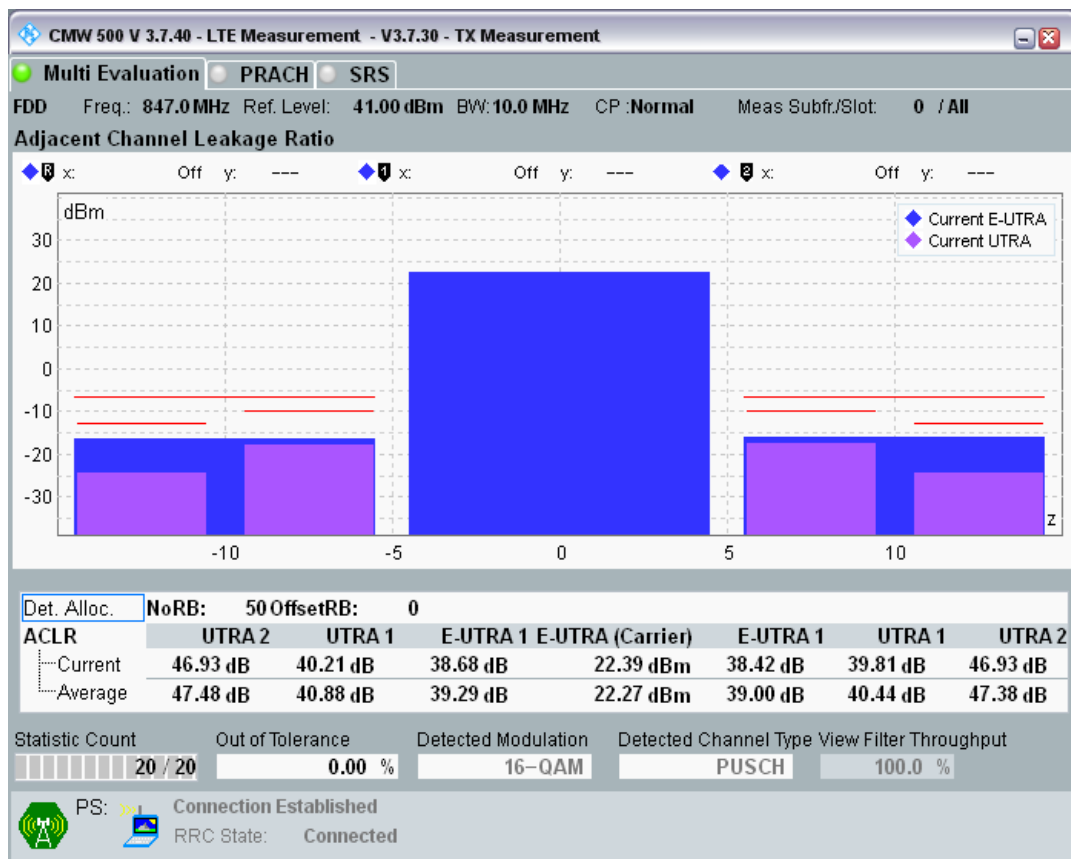 CMW 500 V 3.7.40 - LTE Measurement - V3.7.30 - TX Measurement
Multi Evaluation PRACH SRS
FDD Freq.: 847.0 MHz Ref. Level: 41.00 dBm BW: 10.0 MHz CP :Normal Meas Subfr./Slot: 0 / All
Adjacent Channel Leakage Ratio
R x: Off y: --- 1 x: Off y: --- 2 x: Off y: ---
dBm
Current E-UTRA
Current UTRA
30
20
10
0
-10
-20
-30
z
-10 -5 0 5 10
Det. Alloc. NoRB: 50 OffsetRB: 0
ACLR UTRA 2 UTRA 1 E-UTRA 1 E-UTRA (Carrier) E-UTRA 1 UTRA 1 UTRA 2
Current 46.93 dB 40.21 dB 38.68 dB 22.39 dBm 38.42 dB 39.81 dB 46.93 dB
Average 47.48 dB 40.88 dB 39.29 dB 22.27 dBm 39.00 dB 40.44 dB 47.38 dB
Statistic Count Out of Tolerance Detected Modulation Detected Channel Type View Filter Throughput
20 / 20 0.00 % 16-QAM PUSCH 100.0 %
PS: Connection Established
RRC State: Connected